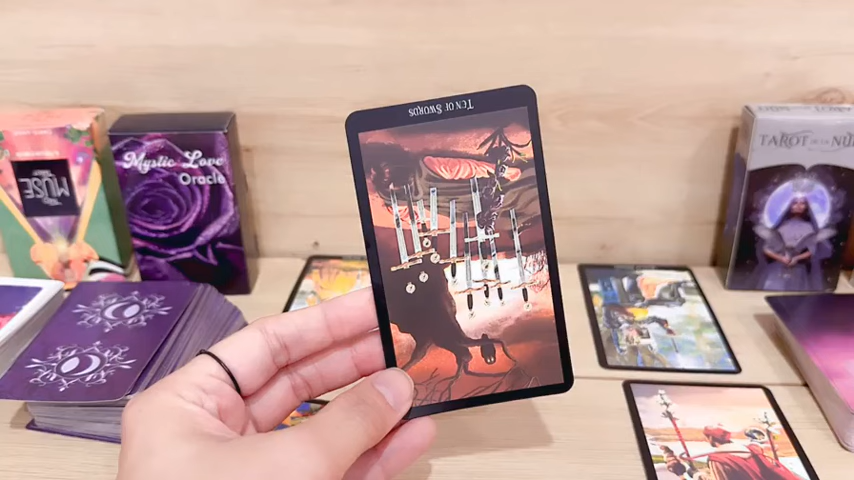 TEN OF SWORDS
MUSE
Mystic Love
Oracle
TAROT